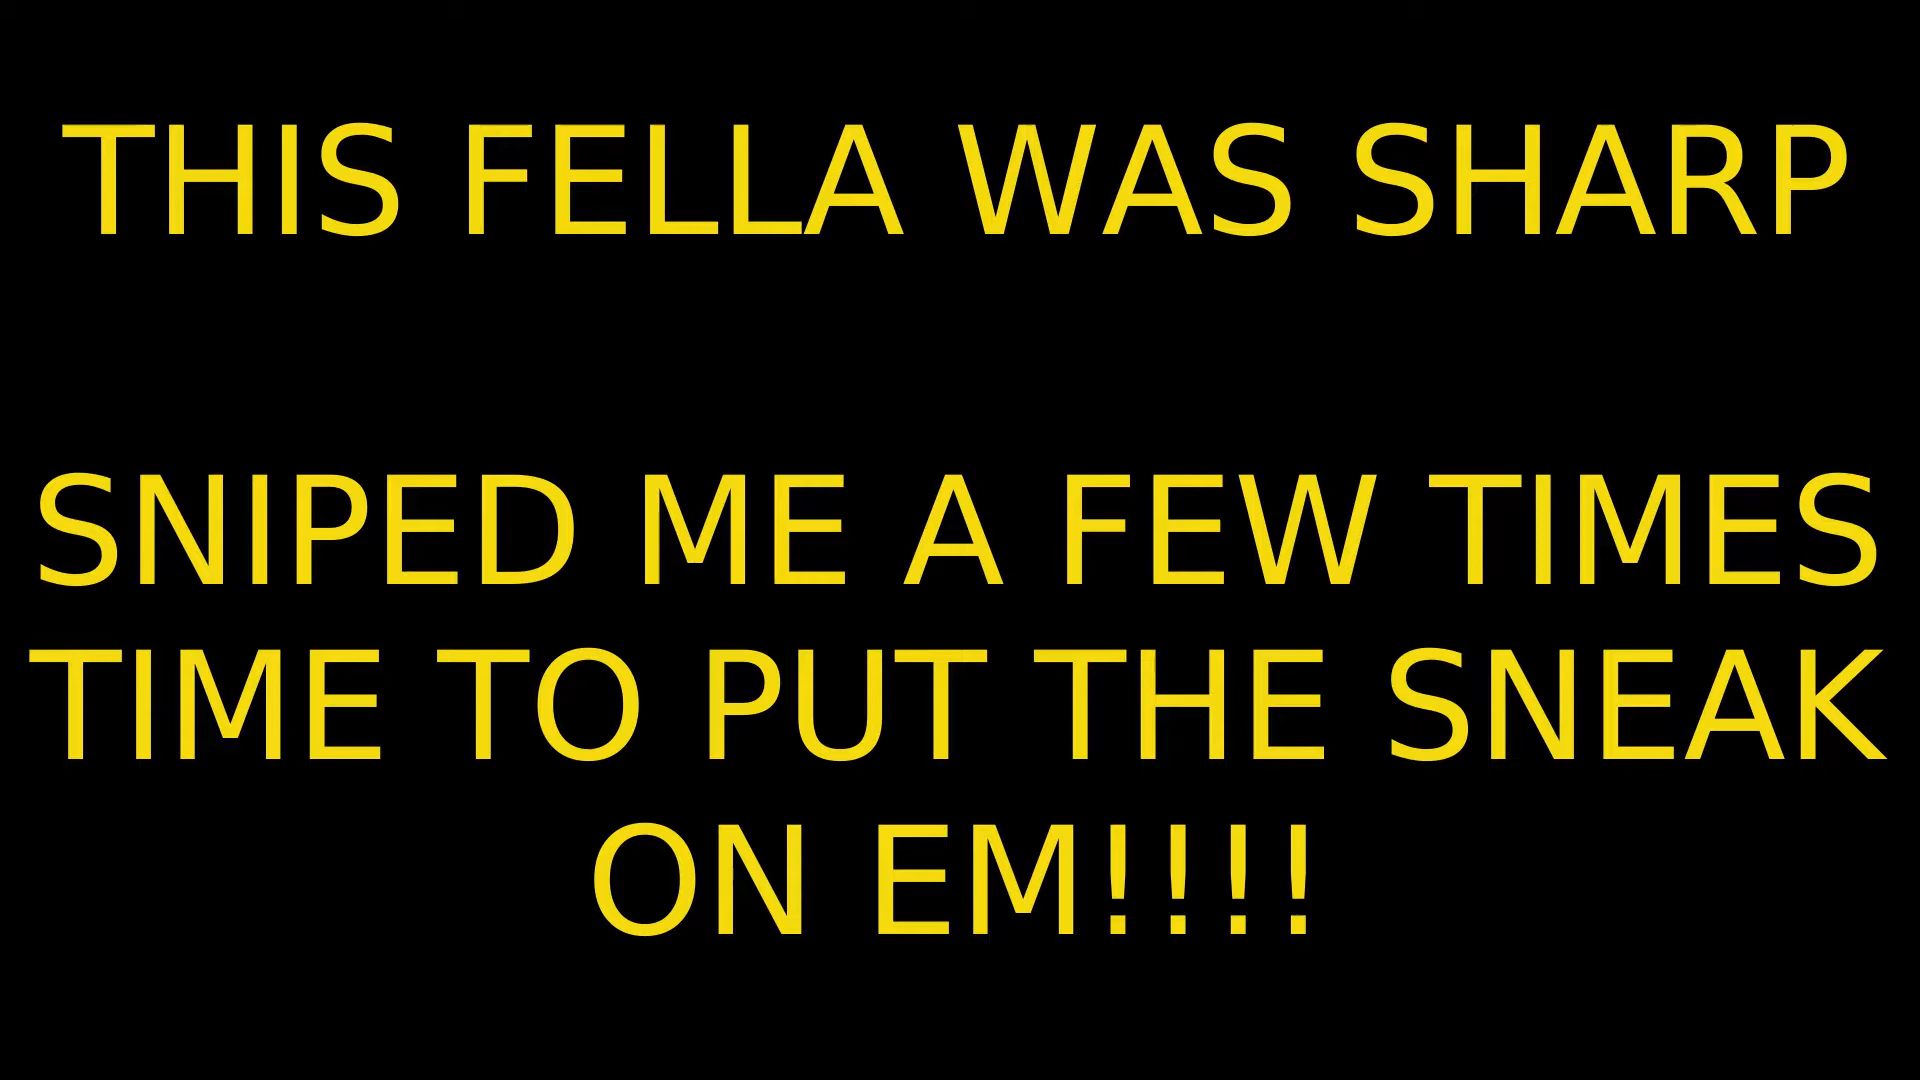 THIS FELLA WAS SHARP
SNIPED ME A FEW TIMES
TIME TO PUT THE SNEAK
ON EM!!!!